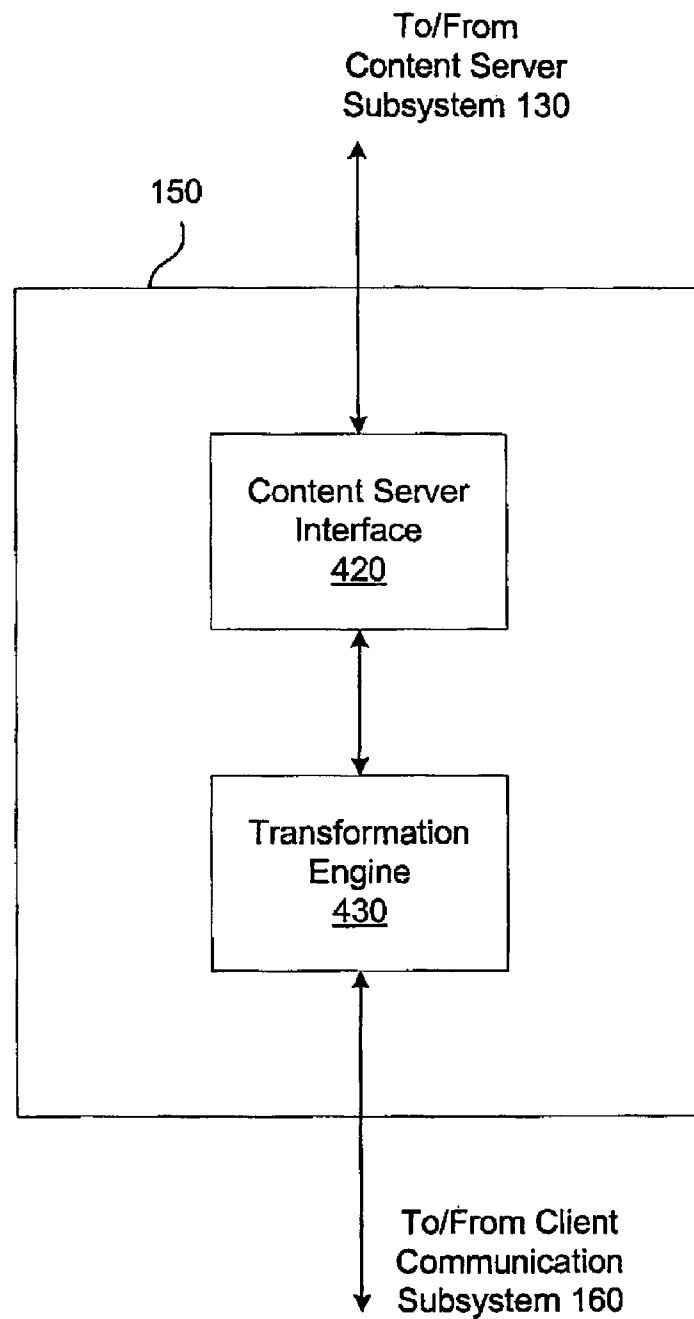 To/From
Content Server
Subsystem 130
150
Content Server
Interface
420
Transformation
Engine
430
To/From Client
Communication
Subsystem 160